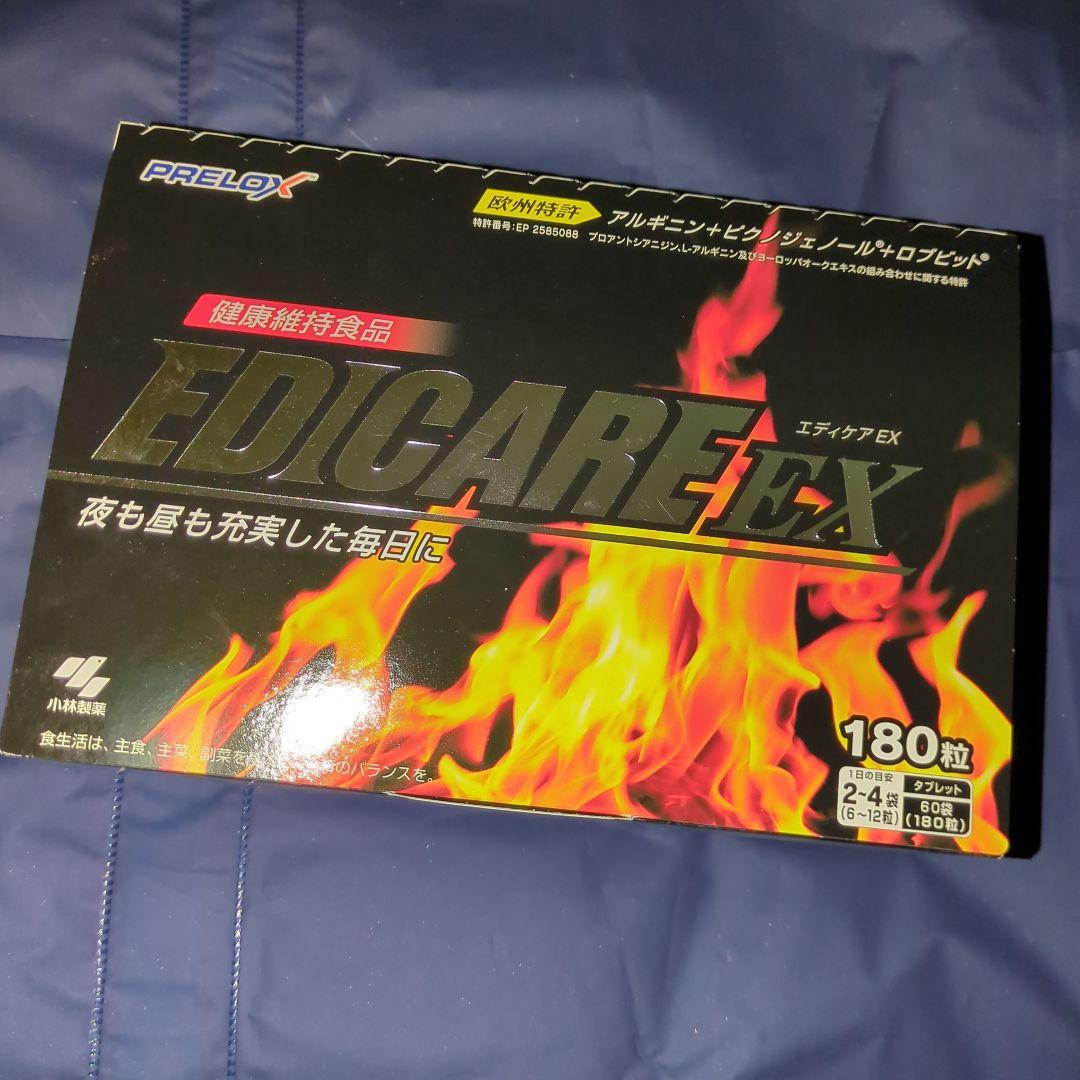 PRELOX™
欧州特許
アルギニン+ピクノジェノール®+ロブビット®
特許番号:EP 2585088
プロアントシアニジン、L-アルギニン及びヨーロッパオークエキスの組み合わせに関する特許
健康維持食品
EDICARE EX
エディケアEX
夜も昼も充実した毎日に
小林製薬
食生活は、主食、主菜、副菜を のバランスを。
180粒
1日の目安
2~4袋
(6~12粒)
タブレット
60袋
(180粒)